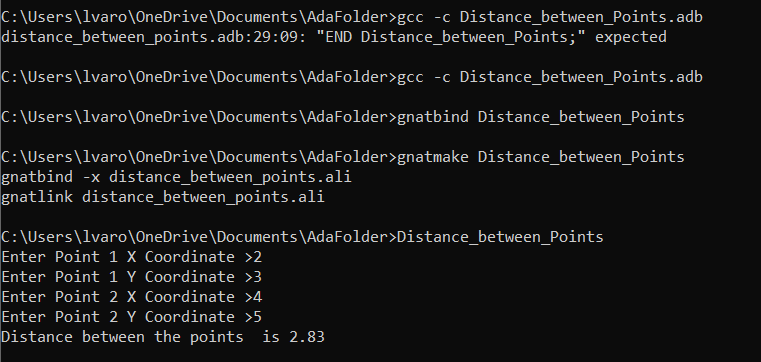 C:\Users\lvaro\OneDrive\Documents\AdaFolder>gcc -c Distance_between_Points.adb
distance_between_points.adb:29:09: "END Distance_between_Points;" expected
C:\Users\lvaro\OneDrive\Documents\AdaFolder>gcc -c Distance_between_Points.adb
C:\Users\lvaro\OneDrive\Documents\AdaFolder>gnatbind Distance_between_Points
C:\Users\lvaro\OneDrive\Documents\AdaFolder>gnatmake Distance_between_Points
gnatbind -x distance_between_points.ali
gnatlink distance_between_points.ali
C:\Users\lvaro\OneDrive\Documents\AdaFolder>Distance_between_Points
Enter Point 1 X Coordinate >2
Enter Point 1 Y Coordinate >3
Enter Point 2 X Coordinate >4
Enter Point 2 Y Coordinate >5
Distance between the points  is 2.83